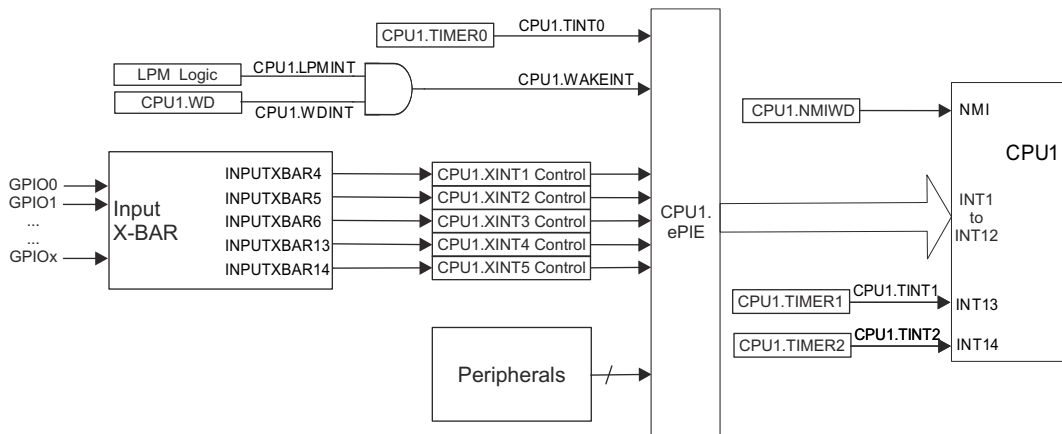 CPU1.TIMER0
CPU1.TINT0
LPM Logic
CPU1.LPMINT
CPU1.WD
CPU1.WDINT
CPU1.WAKEINT
GPIO0
GPIO1
...
...
GPIOx
Input
X-BAR
INPUTXBAR4
INPUTXBAR5
INPUTXBAR6
INPUTXBAR13
INPUTXBAR14
CPU1.XINT1 Control
CPU1.XINT2 Control
CPU1.XINT3 Control
CPU1.XINT4 Control
CPU1.XINT5 Control
Peripherals
CPU1.
ePIE
CPU1.NMIWD
NMI
CPU1
INT1
to
INT12
CPU1.TIMER1
CPU1.TINT1
INT13
CPU1.TIMER2
CPU1.TINT2
INT14